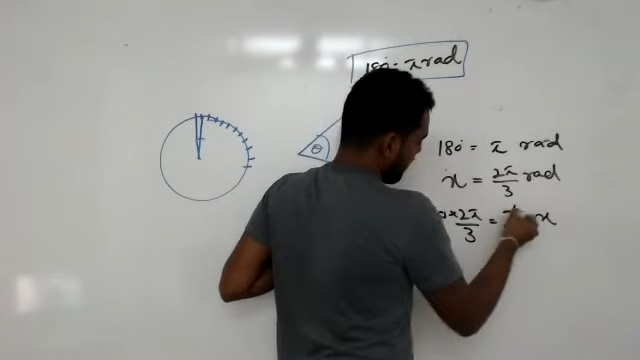 180° = π rad
θ
180° = π rad
x = 2π/3 rad
× 2π/3 = x